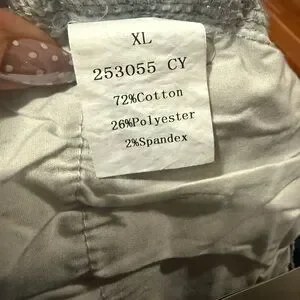 XL
253055 CY
72%Cotton
26%Polyester
2%Spandex